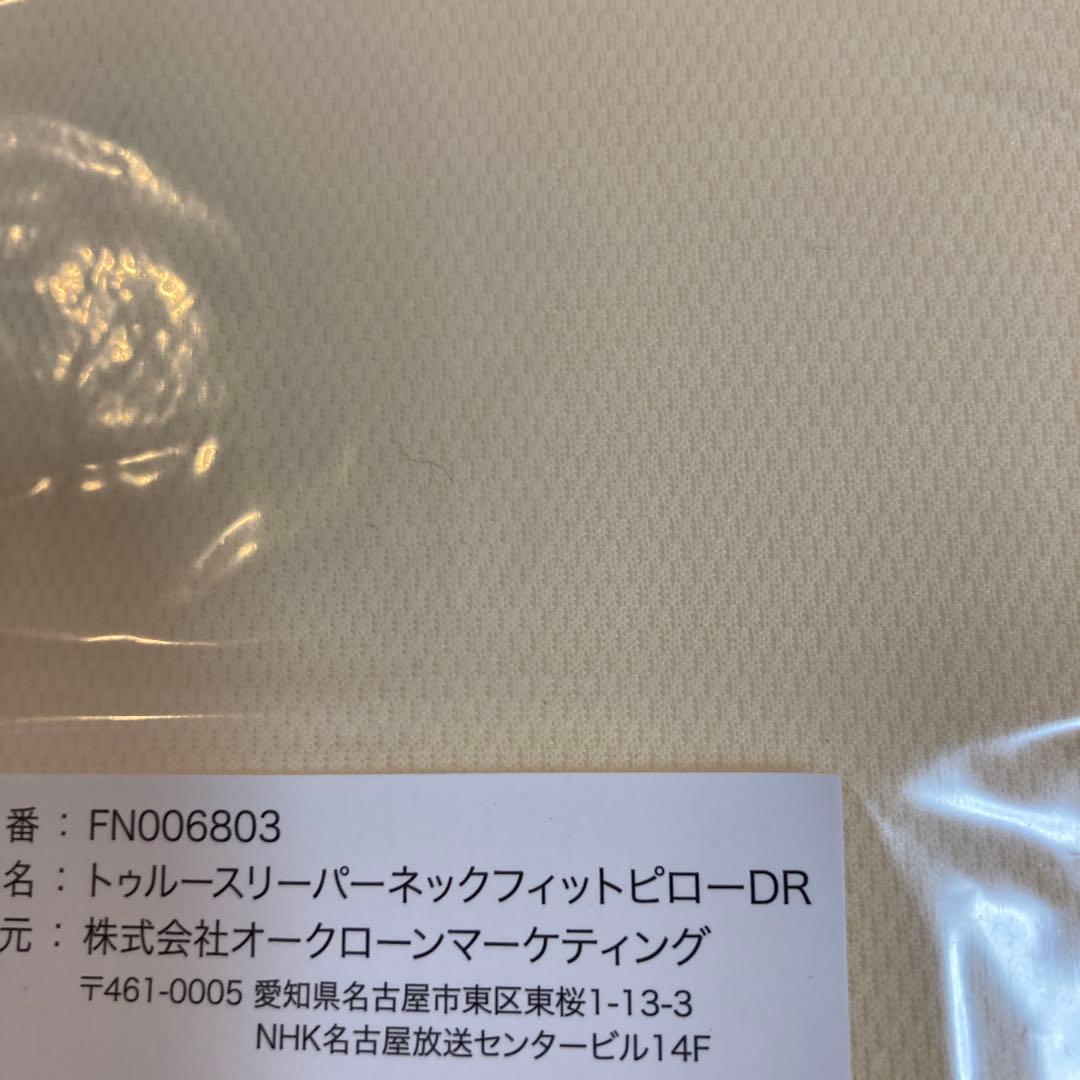 番：FN006803
名：トゥルースリーパーネックフィットピローDR
元：株式会社オークローンマーケティング
〒461-0005 愛知県名古屋市東区東桜1-13-3
NHK名古屋放送センタービル14F